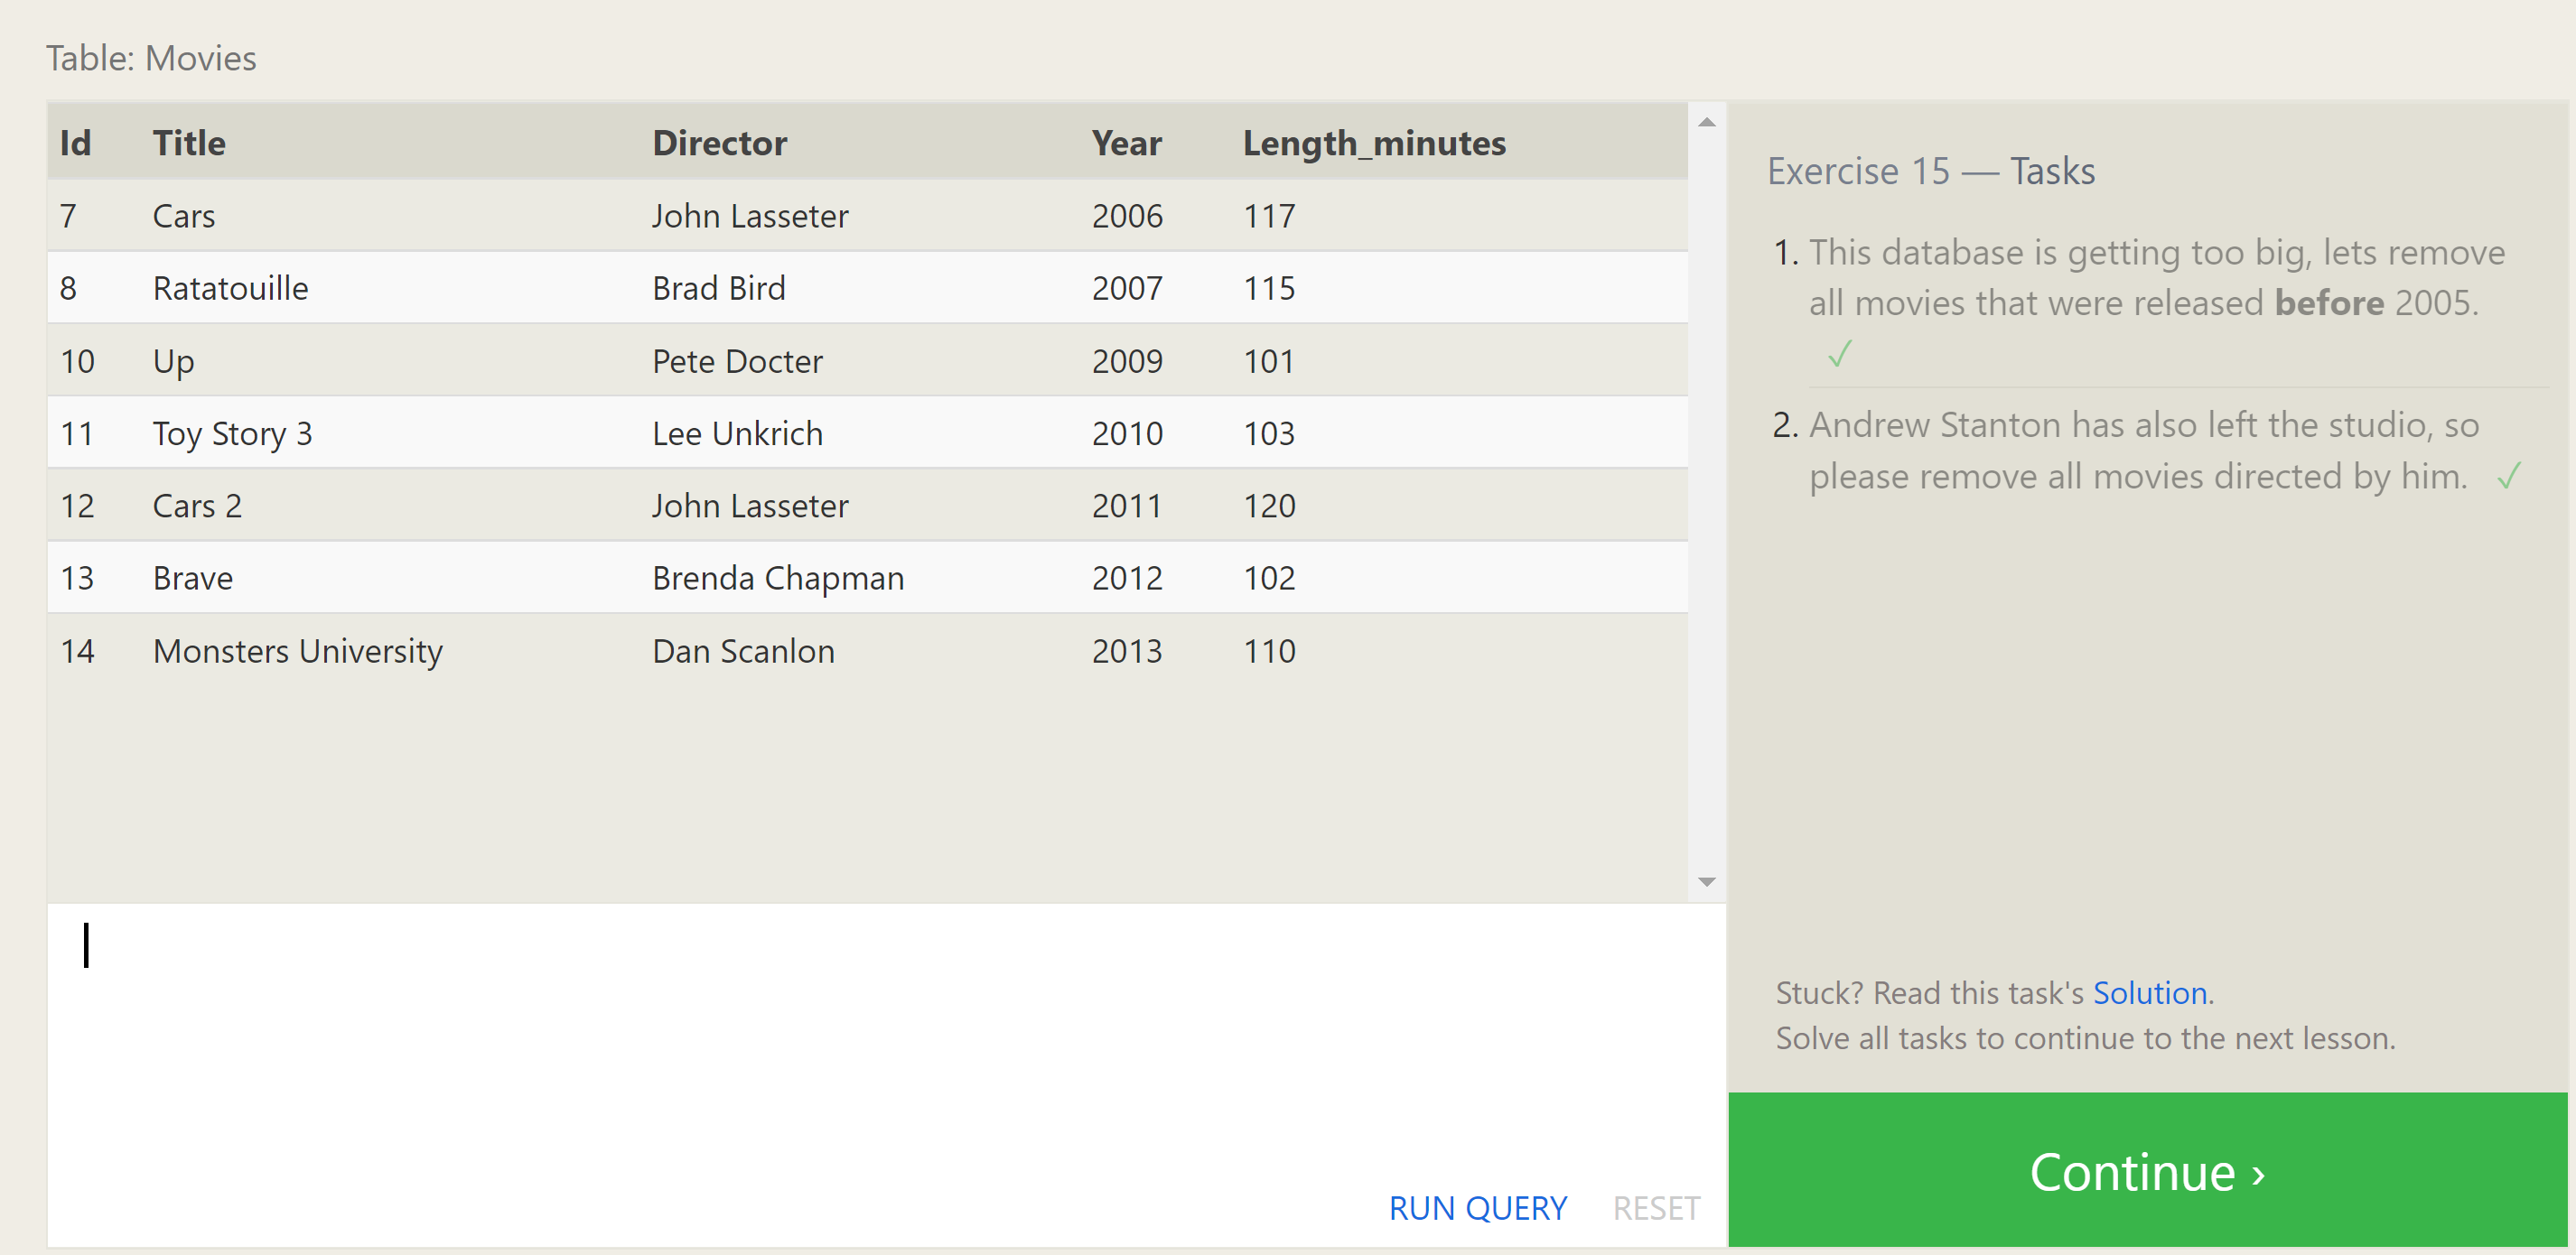 Table: Movies
Id Title Director Year Length_minutes
7 Cars John Lasseter 2006 117
8 Ratatouille Brad Bird 2007 115
10 Up Pete Docter 2009 101
11 Toy Story 3 Lee Unkrich 2010 103
12 Cars 2 John Lasseter 2011 120
13 Brave Brenda Chapman 2012 102
14 Monsters University Dan Scanlon 2013 110
RUN QUERY RESET
Exercise 15 — Tasks
1. This database is getting too big, lets remove
all movies that were released before 2005.
✓
2. Andrew Stanton has also left the studio, so
please remove all movies directed by him. ✓
Stuck? Read this task's Solution.
Solve all tasks to continue to the next lesson.
Continue ›